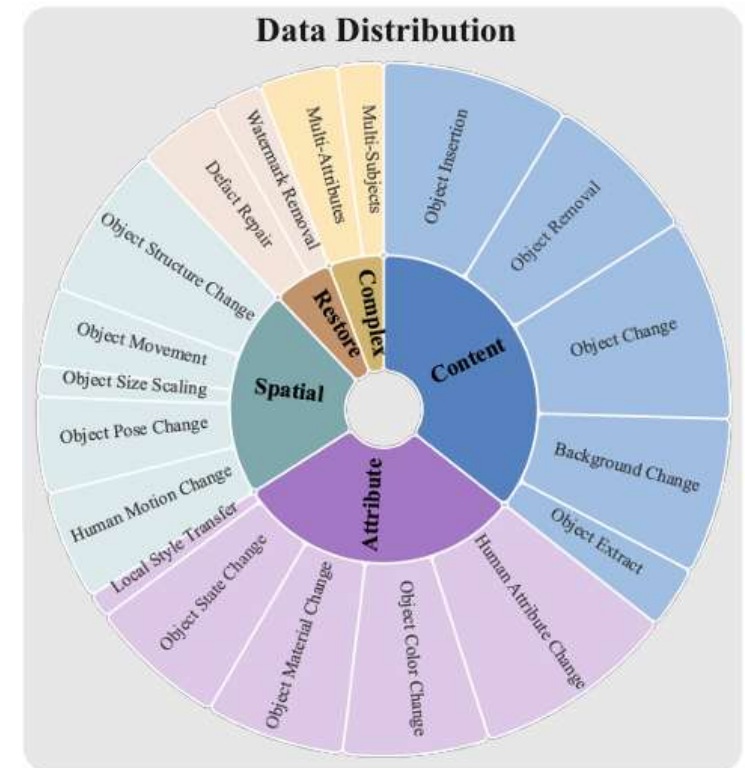 Data Distribution
Object Insertion
Object Removal
Object Change
Background Change
Object Extract
Human Attribute Change
Object Color Change
Object Material Change
Object State Change
Local Style Transfer
Human Motion Change
Object Pose Change
Object Size Scaling
Object Movement
Object Structure Change
Defact Repair
Watermark Removal
Multi-Attributes
Multi-Subjects
Content
Attribute
Spatial
Restore
Complex